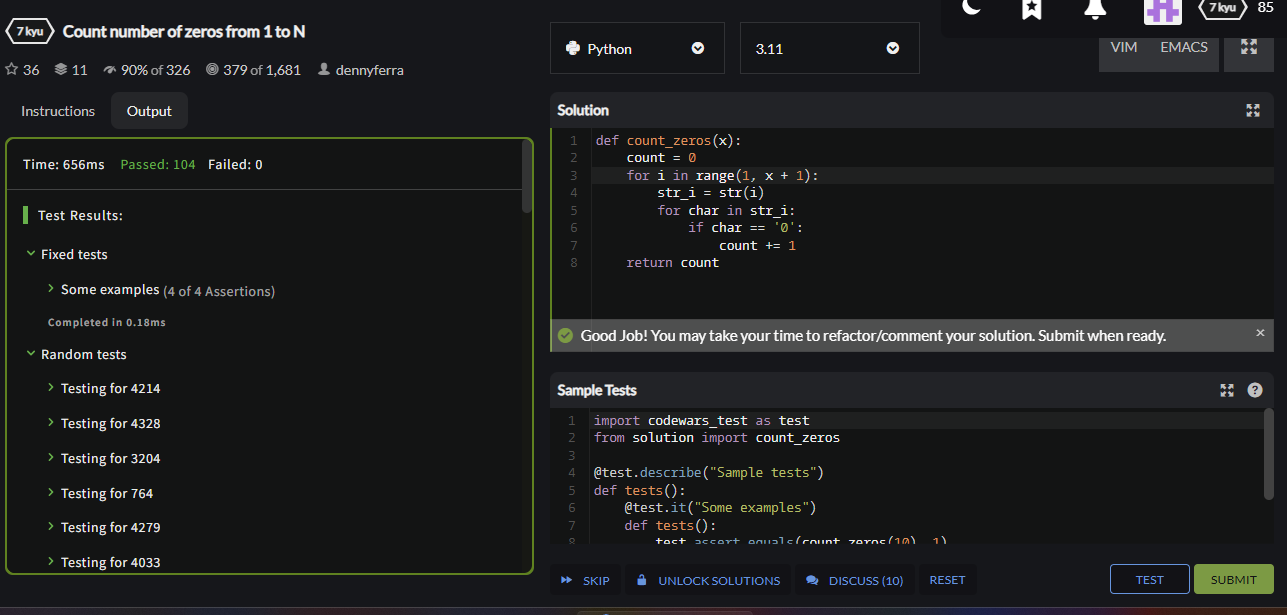 7 kyu
Count number of zeros from 1 to N
36 11 90% of 326 379 of 1,681 dennyferra
Instructions
Output
Time: 656ms Passed: 104 Failed: 0
Test Results:
Fixed tests
Some examples (4 of 4 Assertions)
Completed in 0.18ms
Random tests
Testing for 4214
Testing for 4328
Testing for 3204
Testing for 764
Testing for 4279
Testing for 4033
Python
3.11
7 kyu 85
VIM EMACS
Solution
1 def count_zeros(x):
2     count = 0
3     for i in range(1, x + 1):
4         str_i = str(i)
5         for char in str_i:
6             if char == '0':
7                 count += 1
8     return count
Good Job! You may take your time to refactor/comment your solution. Submit when ready. ×
Sample Tests
?
1 import codewars_test as test
2 from solution import count_zeros
3
4 @test.describe("Sample tests")
5 def tests():
6     @test.it("Some examples")
7     def tests():
8         test.assert_equals(count_zeros(10), 1)
SKIP UNLOCK SOLUTIONS DISCUSS (10) RESET TEST SUBMIT